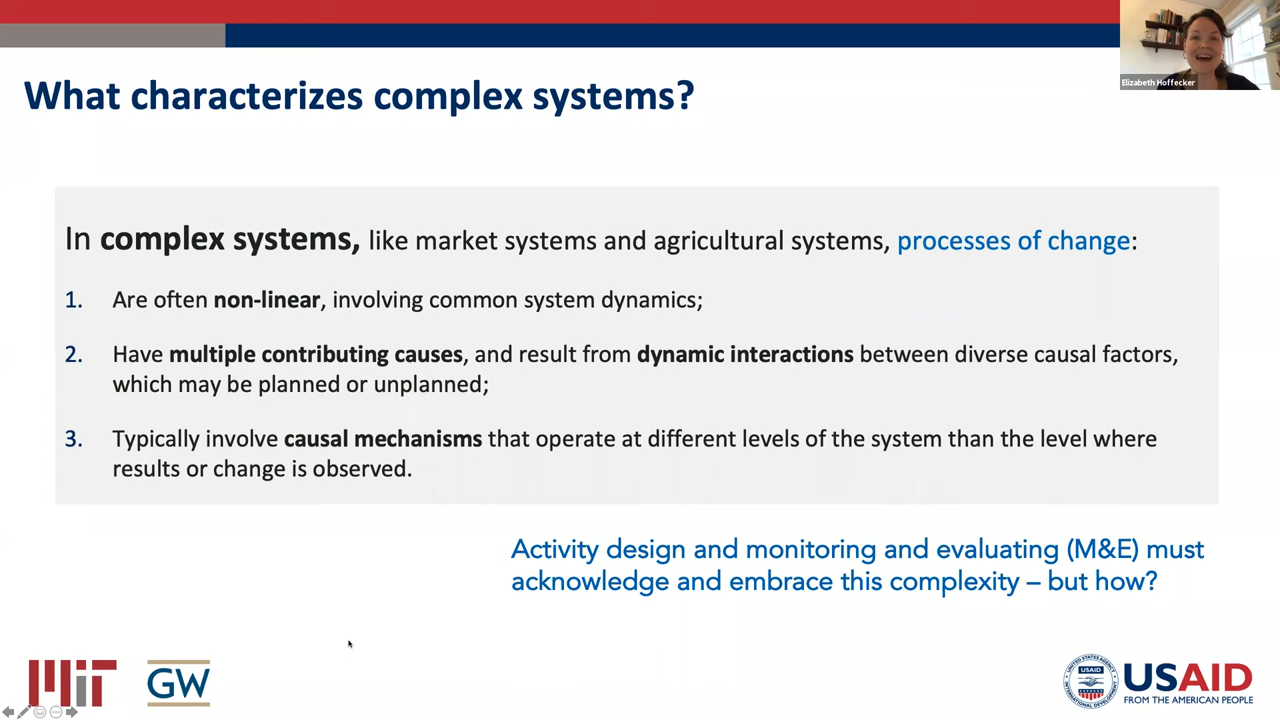 Elizabeth Hoffecker
What characterizes complex systems?
In complex systems, like market systems and agricultural systems, processes of change:
1. Are often non-linear, involving common system dynamics;
2. Have multiple contributing causes, and result from dynamic interactions between diverse causal factors,
which may be planned or unplanned;
3. Typically involve causal mechanisms that operate at different levels of the system than the level where
results or change is observed.
Activity design and monitoring and evaluating (M&E) must
acknowledge and embrace this complexity – but how?
MIT
GW
USAID
USAID
FROM THE AMERICAN PEOPLE